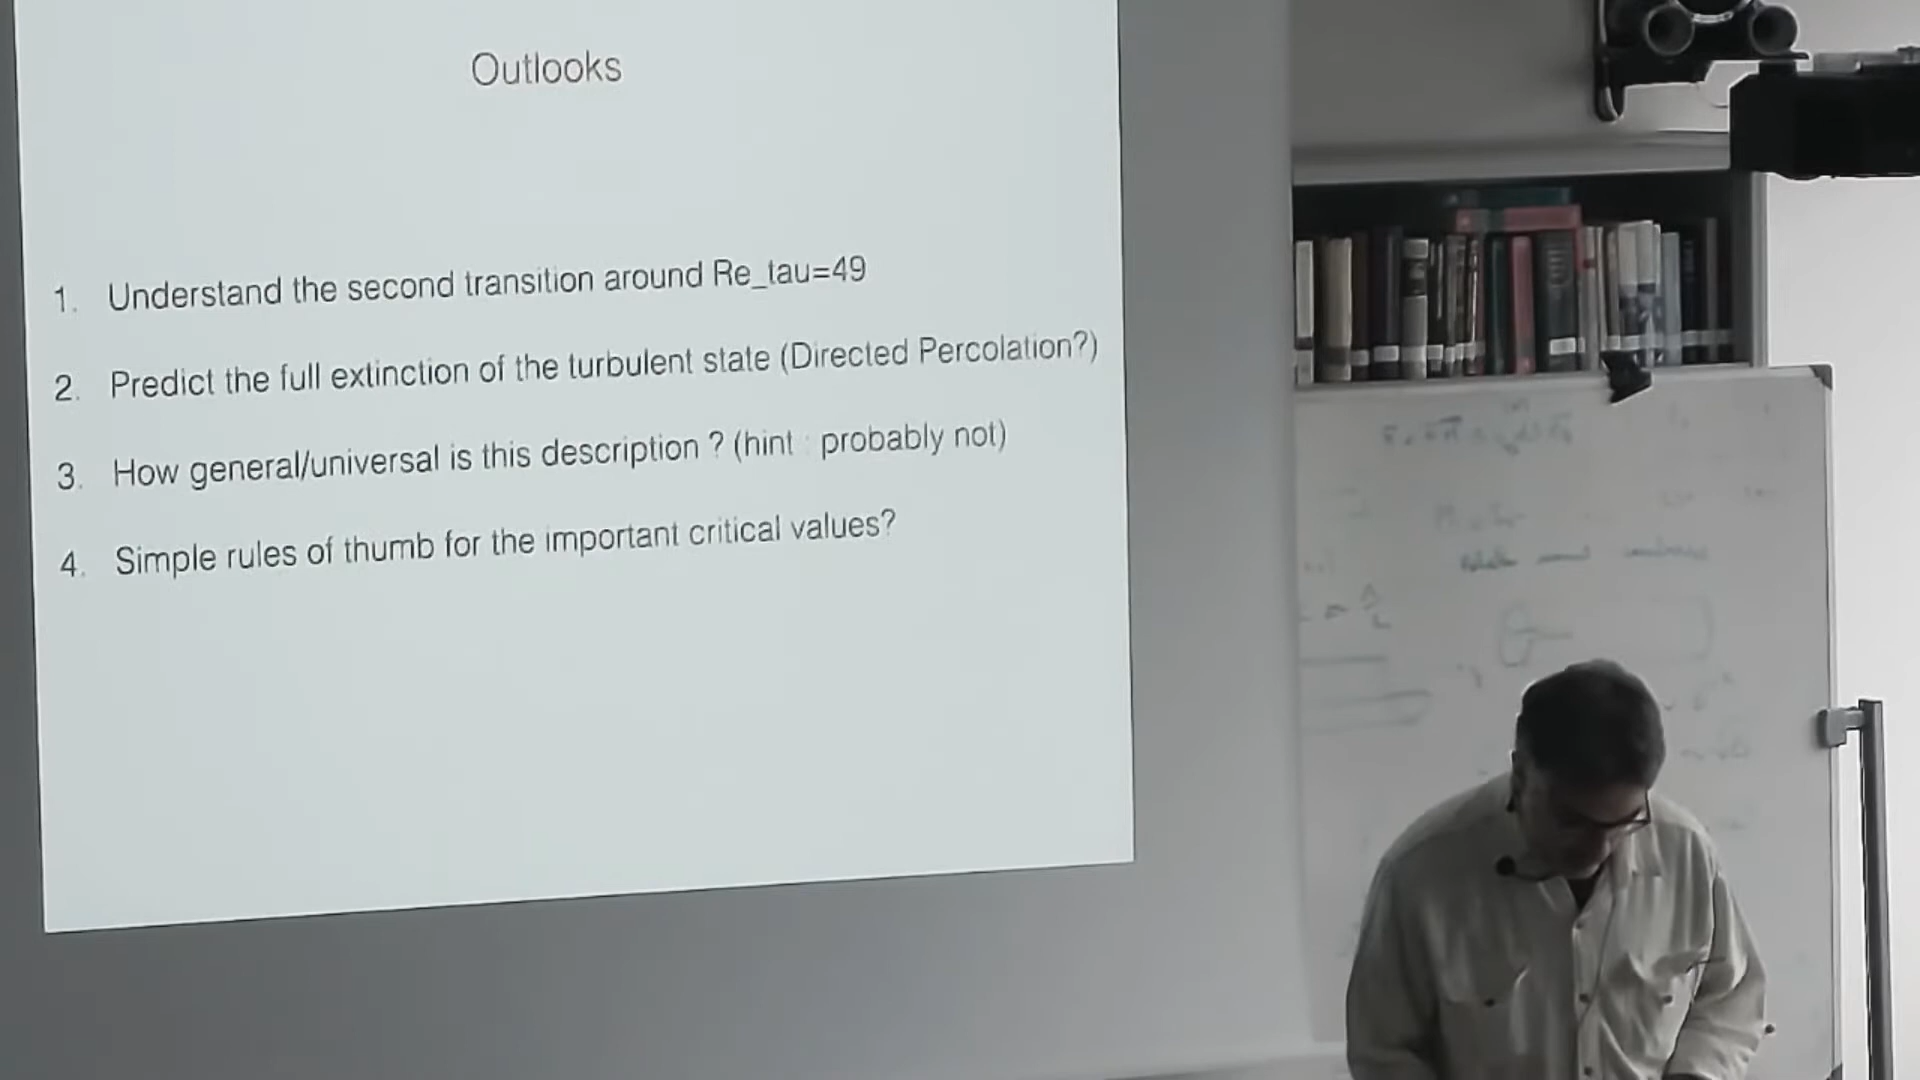 Outlooks
1. Understand the second transition around Re_tau=49
2. Predict the full extinction of the turbulent state (Directed Percolation?)
3. How general/universal is this description ? (hint : probably not)
4. Simple rules of thumb for the important critical values?